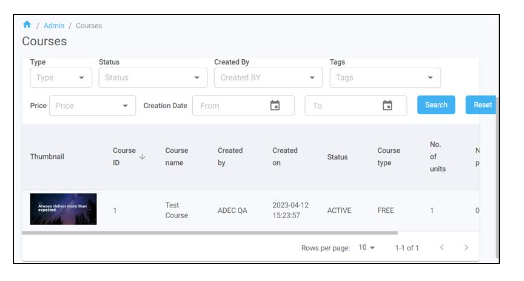 / Admin / Courses
Courses
Type Status Created By Tags
Type Status Created BY Tags
Price Price Creation Date From To Search Reset
Thumbnail Course ID Course name Created by Created on Status Course type No. of units N p
Always deliver more than expected.
1 Test Course ADEC QA 2023-04-12 15:23:57 ACTIVE FREE 1 0
Rows per page: 10 1-1 of 1